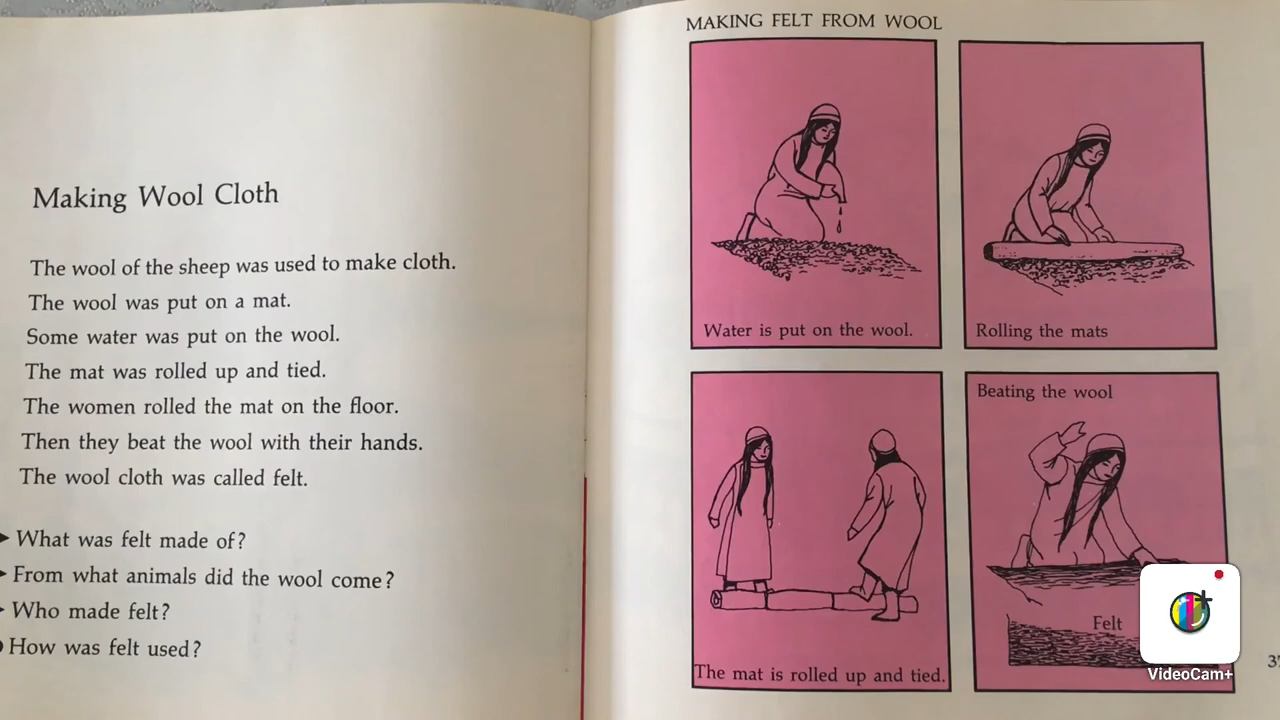 Making Wool Cloth
The wool of the sheep was used to make cloth.
The wool was put on a mat.
Some water was put on the wool.
The mat was rolled up and tied.
The women rolled the mat on the floor.
Then they beat the wool with their hands.
The wool cloth was called felt.
What was felt made of?
From what animals did the wool come?
Who made felt?
How was felt used?
MAKING FELT FROM WOOL
Water is put on the wool.
Rolling the mats
The mat is rolled up and tied.
Beating the wool
Felt
VideoCam+